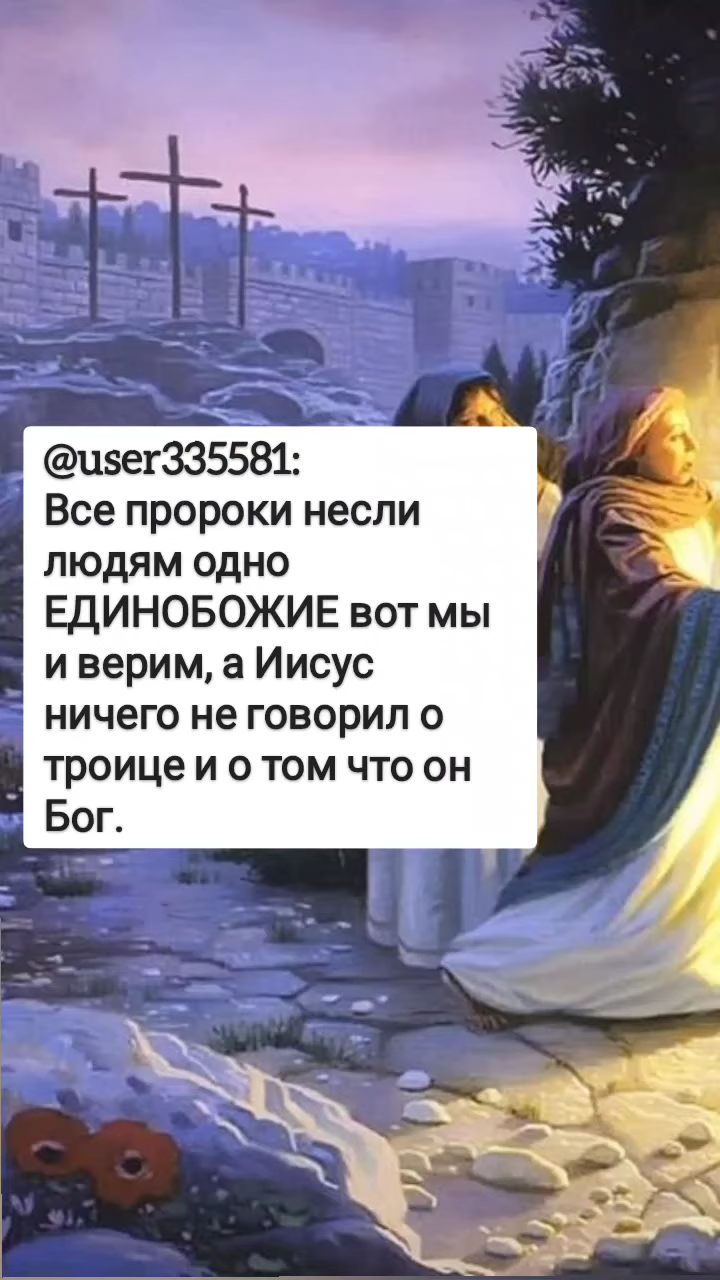 @user335581:
Все пророки несли
людям одно
ЕДИНОБОЖИЕ вот мы
и верим, а Иисус
ничего не говорил о
троице и о том что он
Бог.